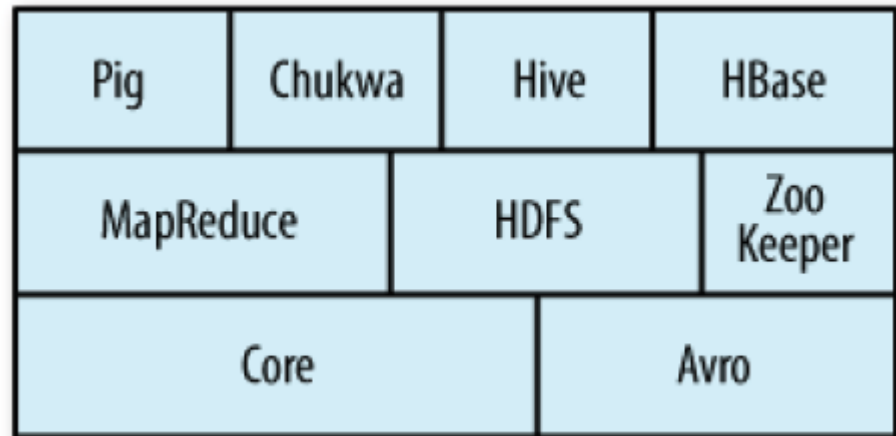 Pig
Chukwa
Hive
HBase
MapReduce
HDFS
Zoo
Keeper
Core
Avro